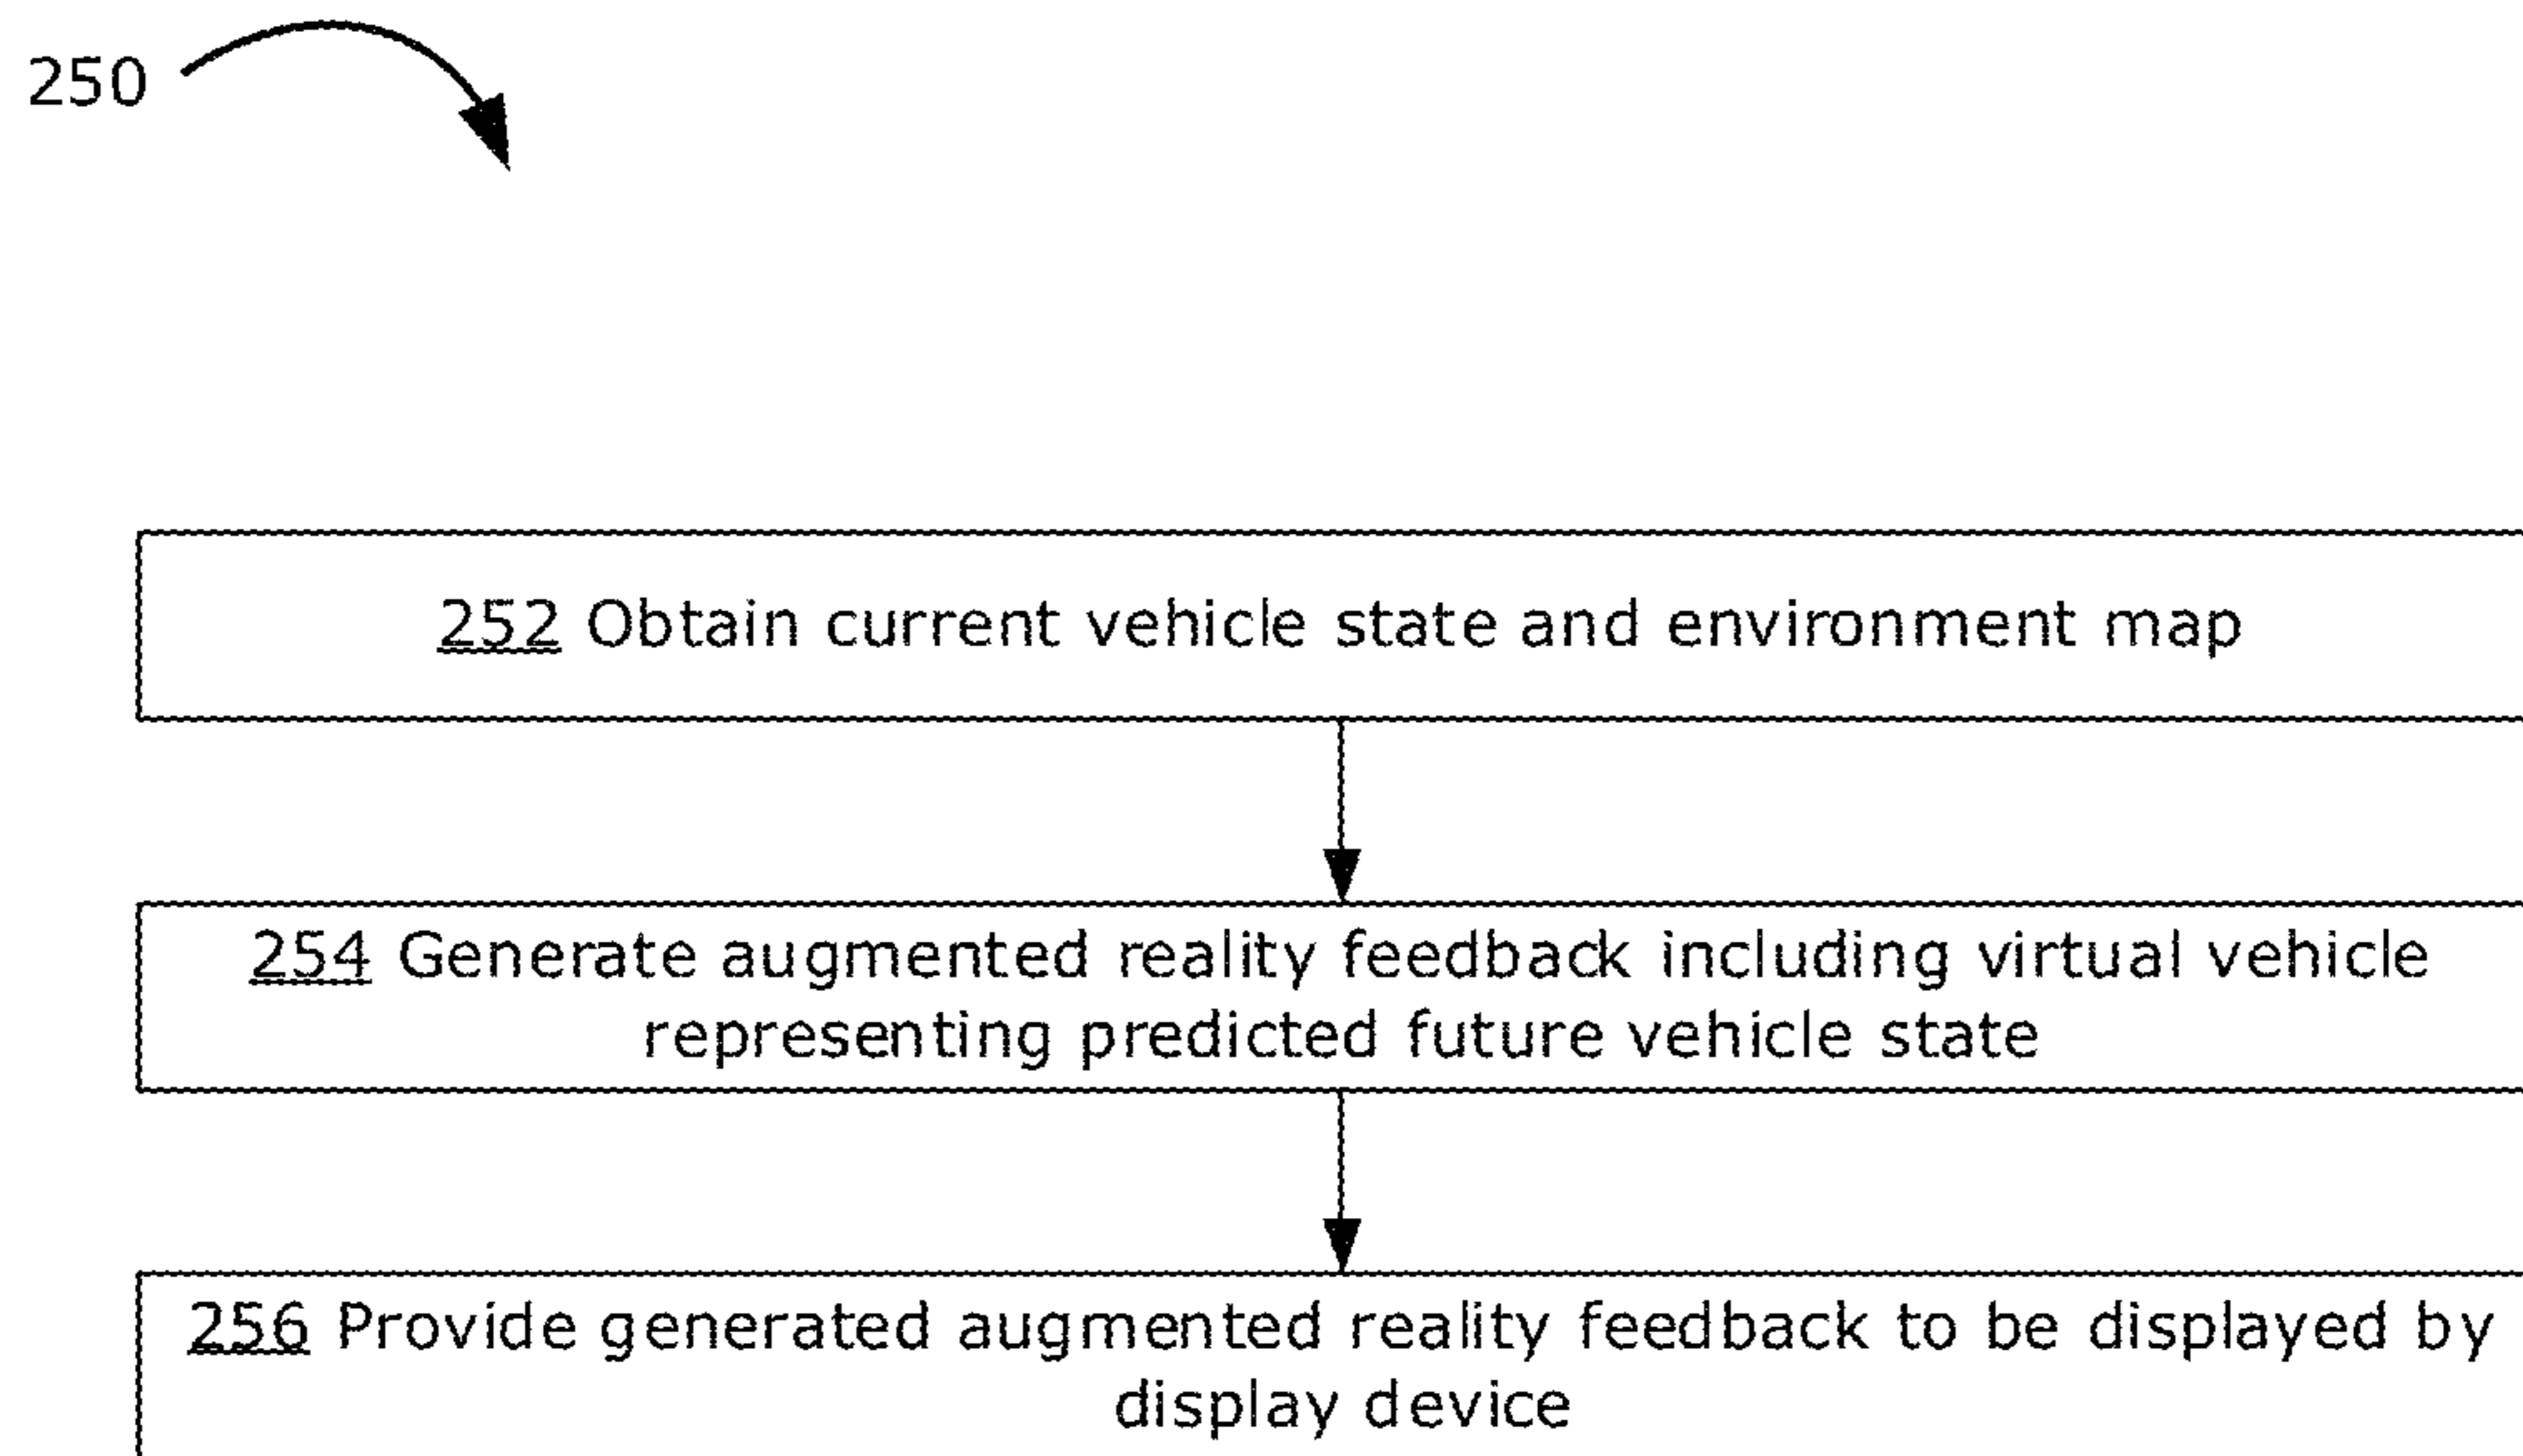 250
252 Obtain current vehicle state and environment map
254 Generate augmented reality feedback including virtual vehicle
representing predicted future vehicle state
256 Provide generated augmented reality feedback to be displayed by
display device